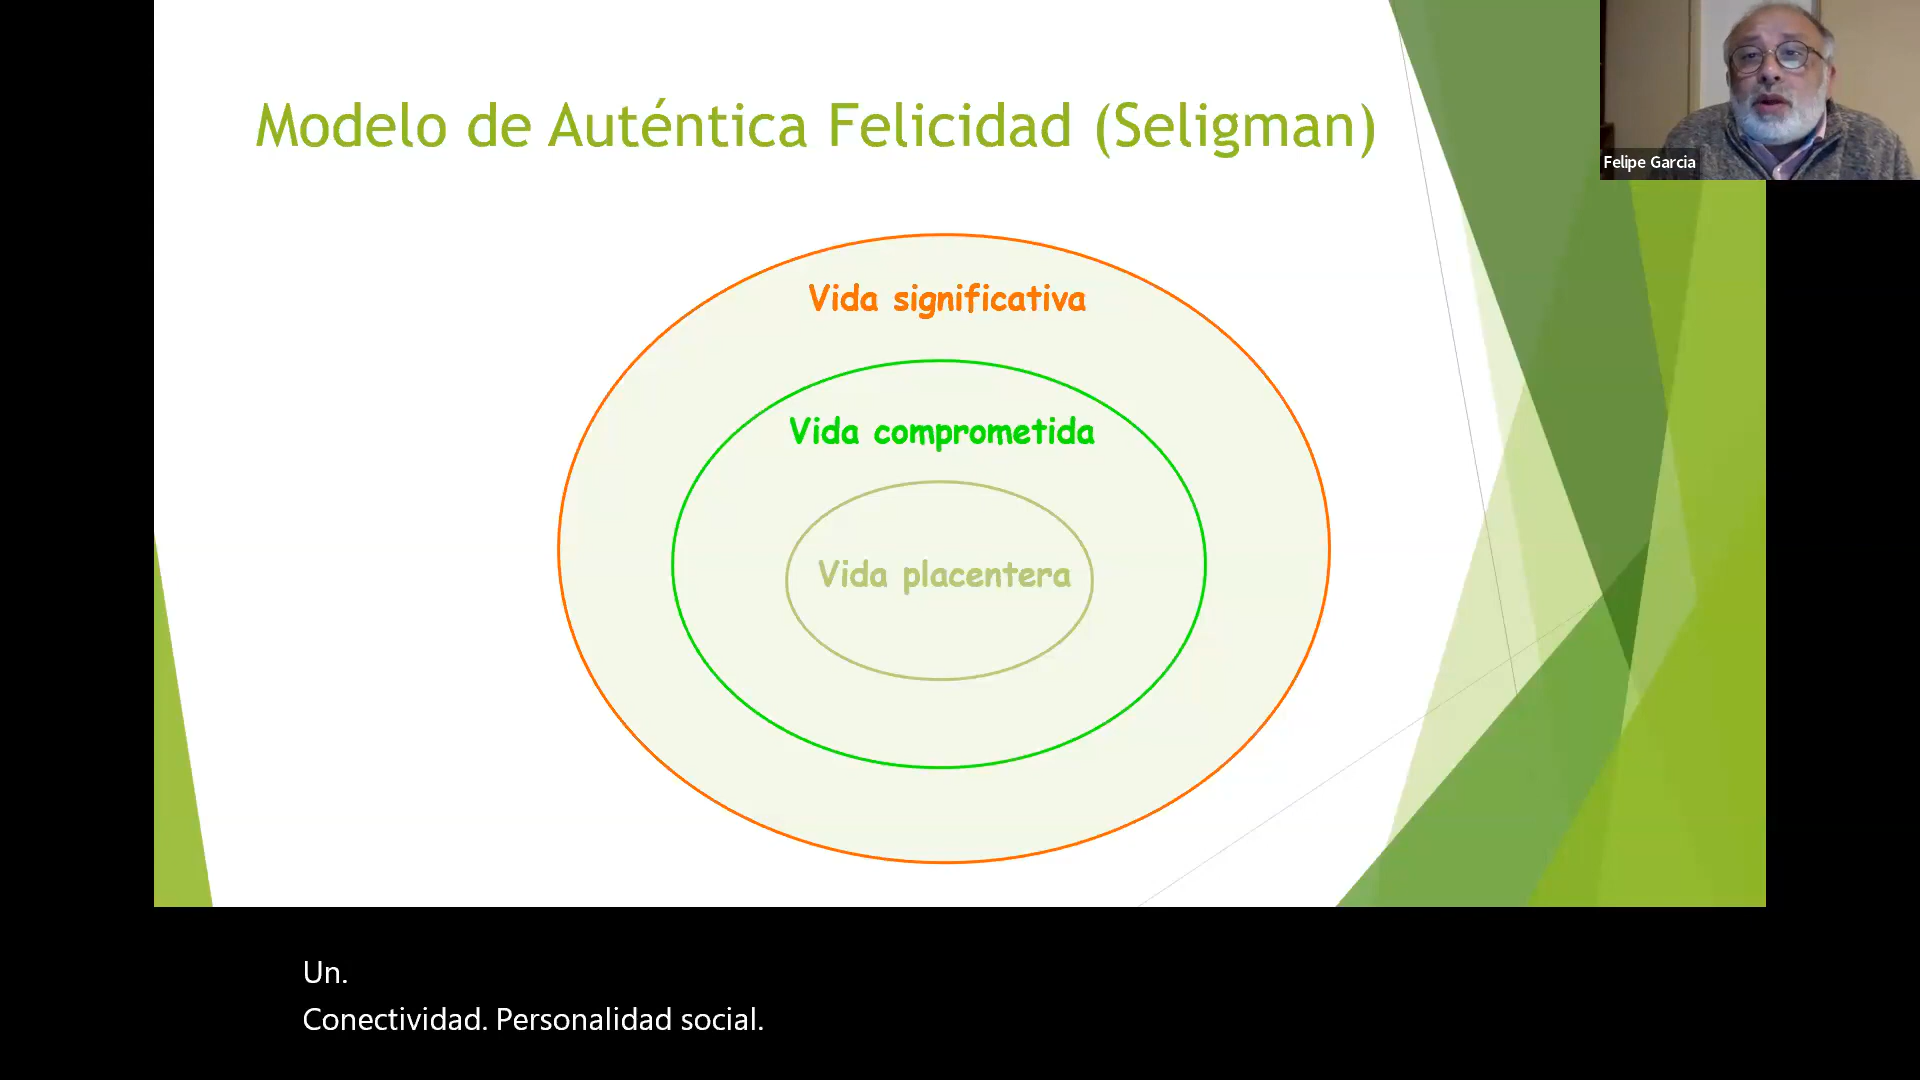 Modelo de Auténtica Felicidad (Seligman)
Felipe Garcia
Vida significativa
Vida comprometida
Vida placentera
Un.
Conectividad. Personalidad social.